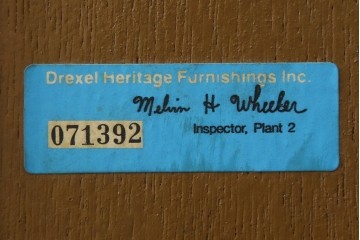 Drexel Heritage Furnishings Inc.
Melvin H Wheeler
071392
Inspector, Plant 2